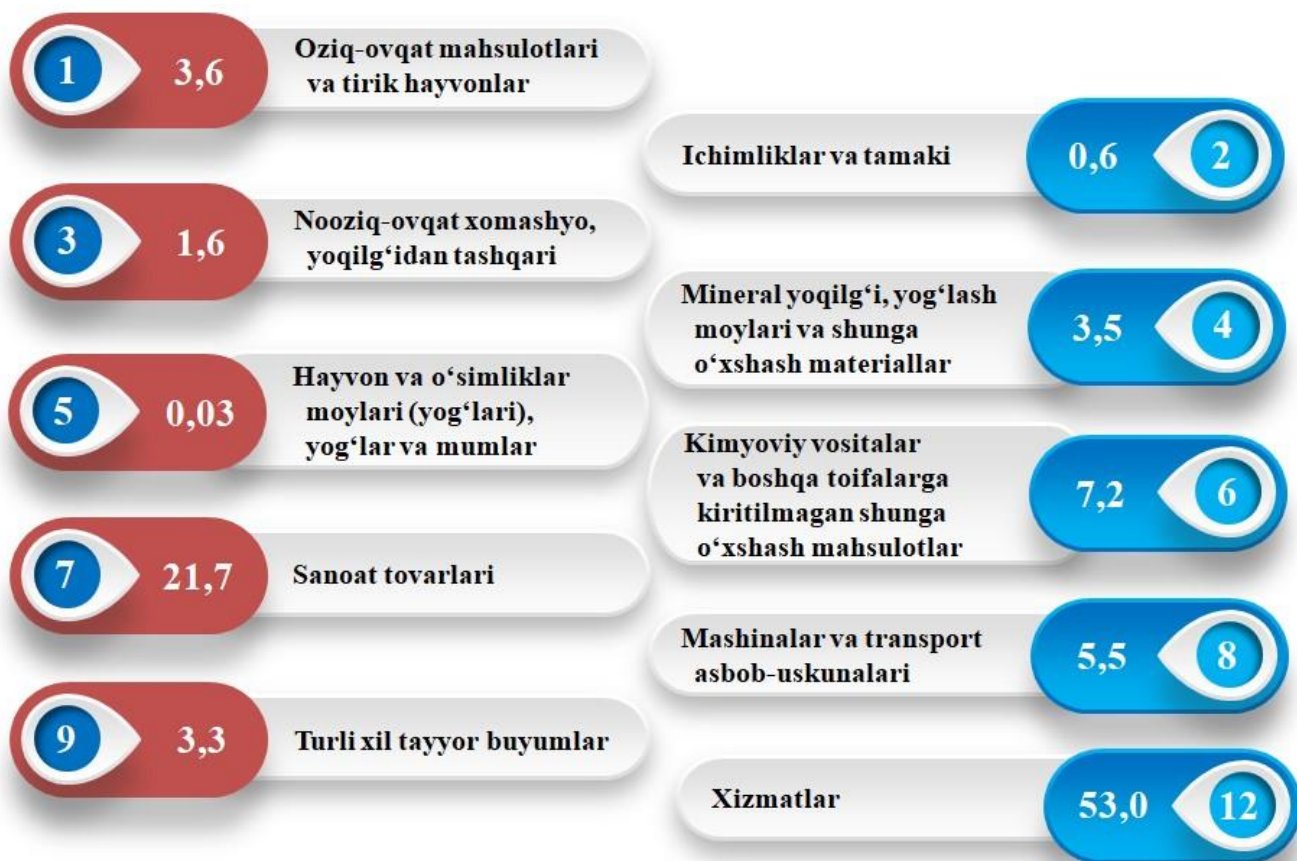 1
3,6
Oziq-ovqat mahsulotlari
va tirik hayvonlar
Ichimliklar va tamaki
0,6
2
3
1,6
Nooziq-ovqat xomashyo,
yoqilg‘idan tashqari
Mineral yoqilg‘i, yog‘lash
moylari va shunga
o‘xshash materiallar
3,5
4
5
0,03
Hayvon va o‘simliklar
moylari (yog‘lari),
yog‘lar va mumlar
Kimyoviy vositalar
va boshqa toifalarga
kiritilmagan shunga
o‘xshash mahsulotlar
7,2
6
7
21,7
Sanoat tovarlari
Mashinalar va transport
asbob-uskunalari
5,5
8
9
3,3
Turli xil tayyor buyumlar
Xizmatlar
53,0
12